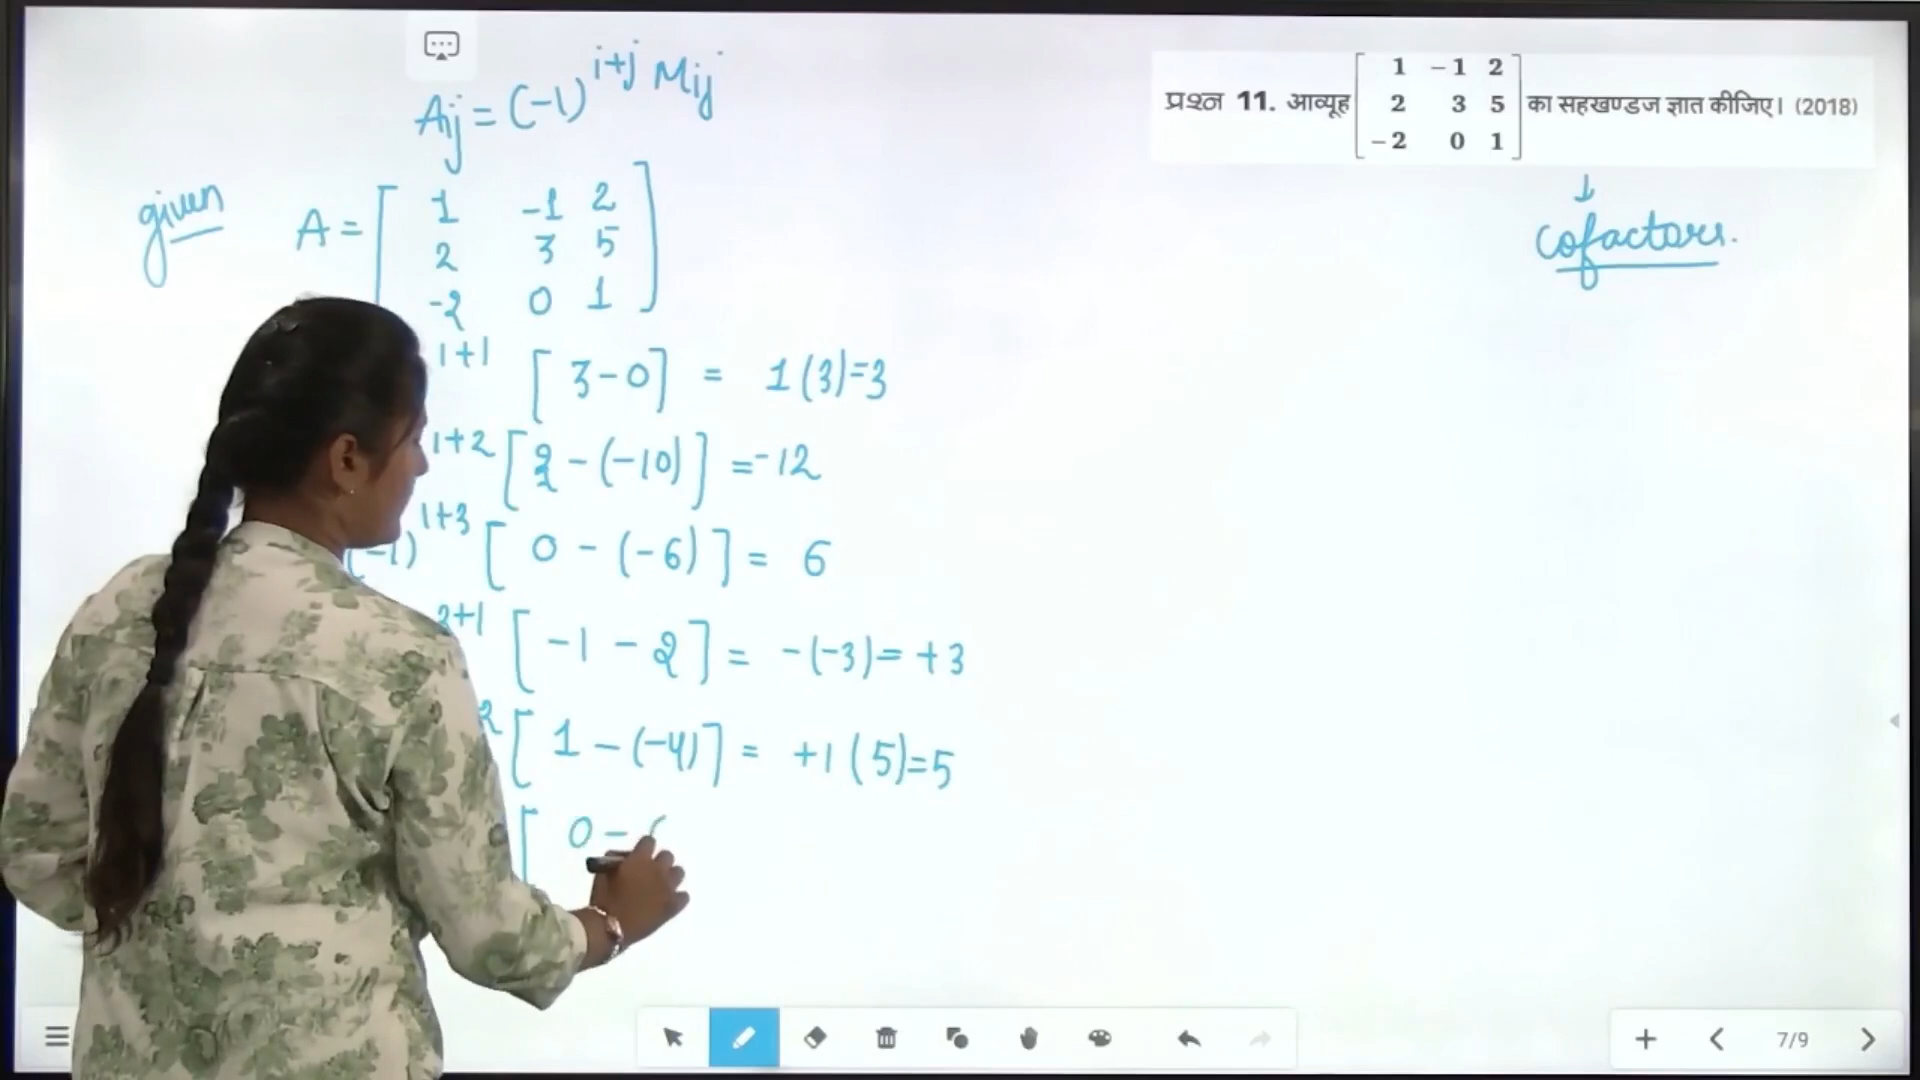 Aij = (-1)^i+j Mij
प्रश्न 11. आव्यूह [1 -1 2
2 3 5
-2 0 1] का सहखण्डज ज्ञात कीजिए। (2018)
↓
Cofactors.
given A = [1 -1 2
2 3 5
-2 0 1]
1+1 [3-0] = 1(3)=3
1+2 [2-(-10)] = -12
(-1)^1+3 [0-(-6)] = 6
2+1 [-1-2] = -(-3)= +3
2 [1-(-4)] = +1(5)=5
[0-
7/9